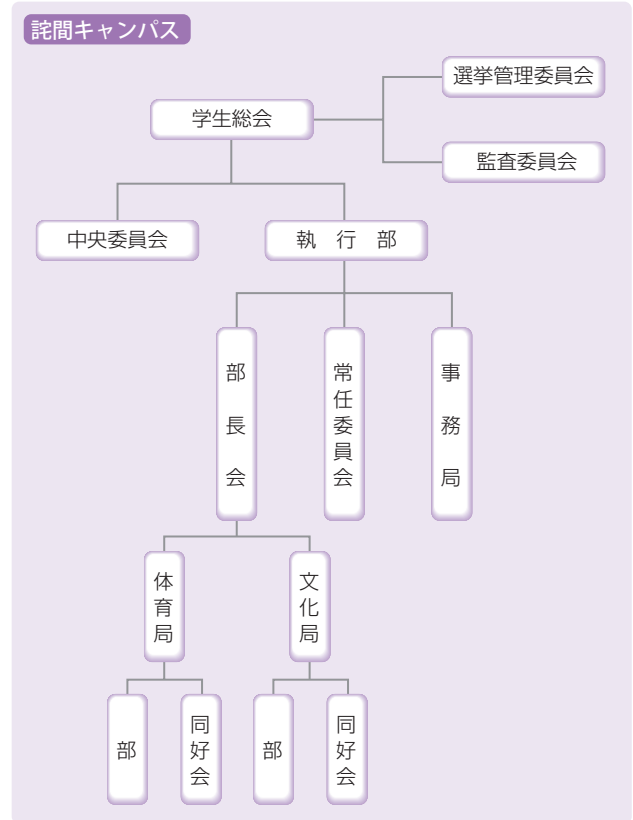 詫間キャンパス
選挙管理委員会
学生総会
監査委員会
中央委員会
執行部
部長会
常任委員会
事務局
体育局
文化局
部
同好会
部
同好会